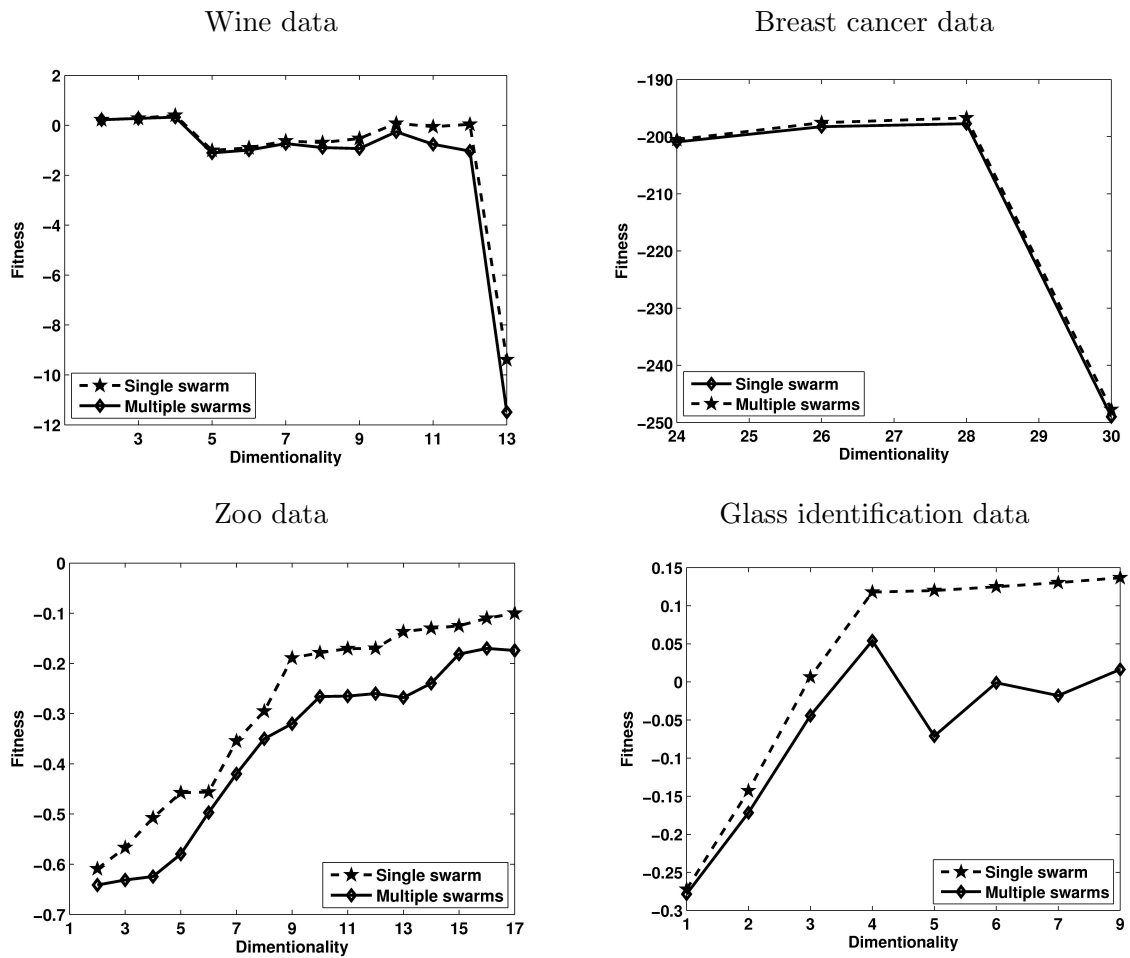 Wine data
2
0
−2
−4
−6
−8
−10
−12
Fitness
3 5 7 9 11 13
Dimentionality
Single swarm
Multiple swarms
Breast cancer data
−190
−200
−210
−220
−230
−240
−250
Fitness
24 25 26 27 28 29 30
Dimentionality
Single swarm
Multiple swarms
Zoo data
0
−0.1
−0.2
−0.3
−0.4
−0.5
−0.6
−0.7
Fitness
1 3 5 7 9 11 13 15 17
Dimentionality
Single swarm
Multiple swarms
Glass identification data
0.15
0.1
0.05
0
−0.05
−0.1
−0.15
−0.2
−0.25
−0.3
Fitness
1 2 3 4 5 6 7 8 9
Dimentionality
Single swarm
Multiple swarms